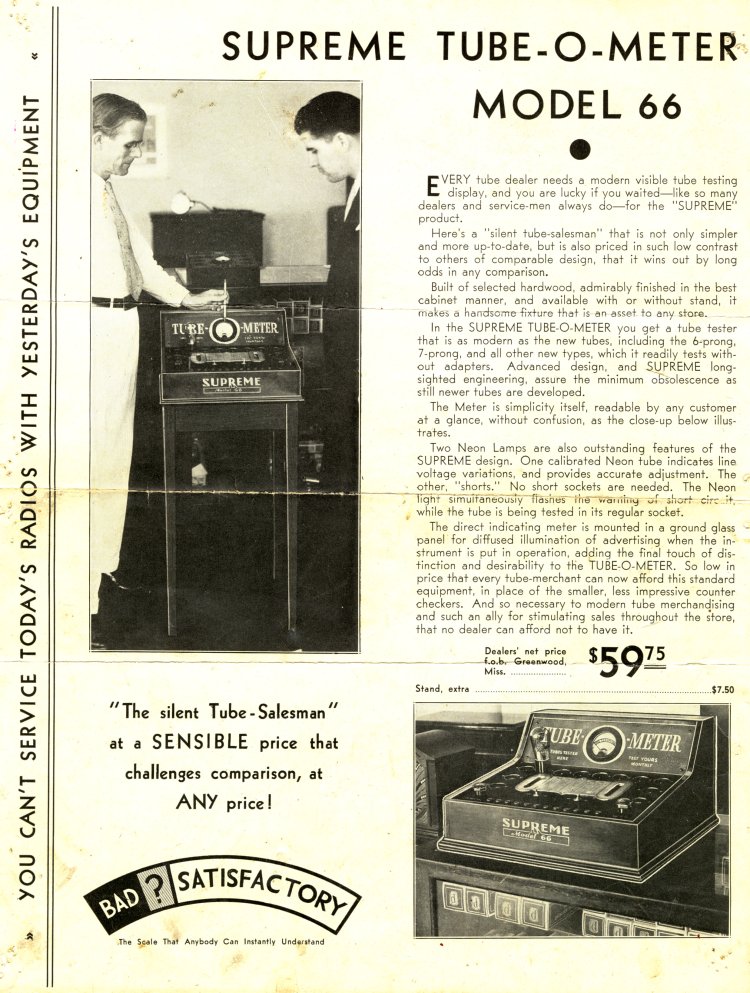 SUPREME TUBE-O-METER
MODEL 66
» YOU CAN'T SERVICE TODAY'S RADIOS WITH YESTERDAY'S EQUIPMENT «
TUBE-O-METER
SUPREME
Model 66
EVERY tube dealer needs a modern visible tube testing
display, and you are lucky if you waited—like so many
dealers and service-men always do—for the "SUPREME"
product.
Here's a "silent tube-salesman" that is not only simpler
and more up-to-date, but is also priced in such low contrast
to others of comparable design, that it wins out by long
odds in any comparison.
Built of selected hardwood, admirably finished in the best
cabinet manner, and available with or without stand, it
makes a handsome fixture that is an asset to any store.
In the SUPREME TUBE-O-METER you get a tube tester
that is as modern as the new tubes, including the 6-prong,
7-prong, and all other new types, which it readily tests with-
out adapters. Advanced design, and SUPREME long-
sighted engineering, assure the minimum obsolescence as
still newer tubes are developed.
The Meter is simplicity itself, readable by any customer
at a glance, without confusion, as the close-up below illus-
trates.
Two Neon Lamps are also outstanding features of the
SUPREME design. One calibrated Neon tube indicates line
voltage variations, and provides accurate adjustment. The
other, "shorts." No short sockets are needed. The Neon
light simultaneously flashes the warning of short circuit,
while the tube is being tested in its regular socket.
The direct indicating meter is mounted in a ground glass
panel for diffused illumination of advertising when the in-
strument is put in operation, adding the final touch of dis-
tinction and desirability to the TUBE-O-METER. So low in
price that every tube-merchant can now afford this standard
equipment, in place of the smaller, less impressive counter
checkers. And so necessary to modern tube merchandising
and such an ally for stimulating sales throughout the store,
that no dealer can afford not to have it.
Dealers' net price
f.o.b. Greenwood,
Miss. ................... $59.75
Stand, extra ........................................ $7.50
"The silent Tube-Salesman"
at a SENSIBLE price that
challenges comparison, at
ANY price!
BAD ? SATISFACTORY
The Scale That Anybody Can Instantly Understand
TUBE-O-METER
TUBES TESTED
HERE
TEST YOURS
MONTHLY
SUPREME
Model 66